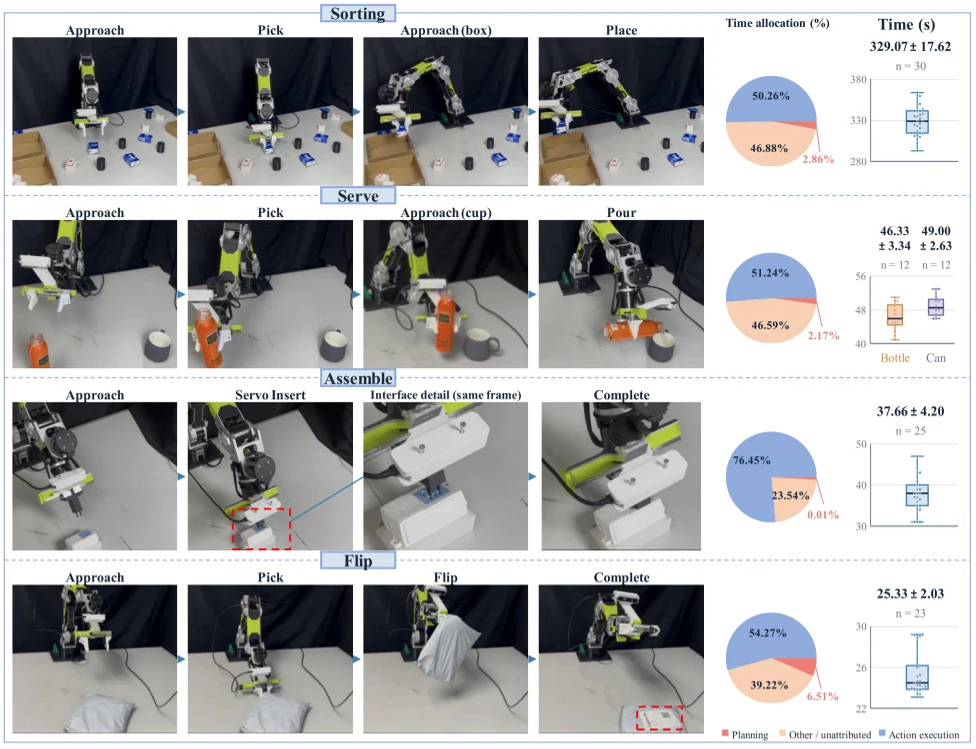 Sorting
Approach
Pick
Approach (box)
Place
Time allocation (%)
Time (s)
329.07 ± 17.62
n = 30
50.26%
46.88%
2.86%
380
330
280
Serve
Approach
Pick
Approach (cup)
Pour
51.24%
46.59%
2.17%
46.33 49.00
± 3.34 ± 2.63
n = 12 n = 12
56
48
40
Bottle Can
Assemble
Approach
Servo Insert
Interface detail (same frame)
Complete
76.45%
23.54%
0.01%
37.66 ± 4.20
n = 25
50
40
30
Flip
Approach
Pick
Flip
Complete
54.27%
39.22%
6.51%
25.33 ± 2.03
n = 23
30
26
22
Planning Other / unattributed Action execution